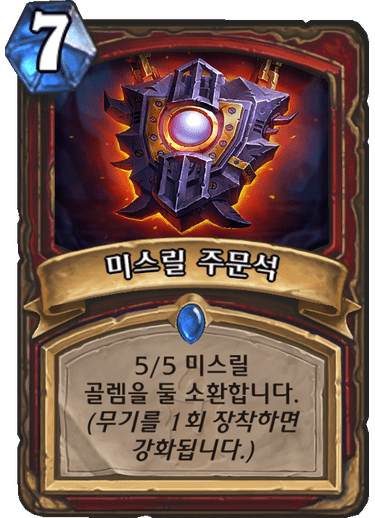 7
미스릴 주문석
5/5 미스릴
골렘을 둘 소환합니다.
(무기를 1회 장착하면
강화됩니다.)